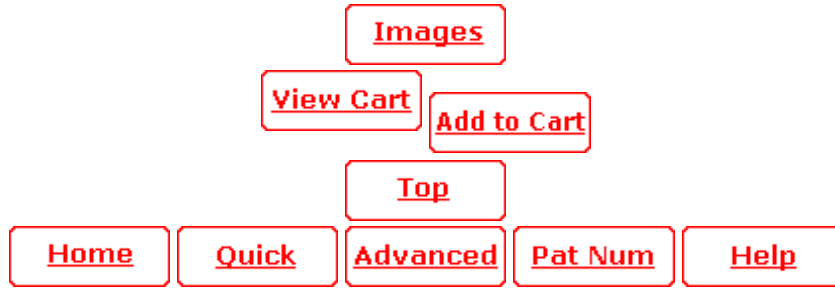 Images
View Cart
Add to Cart
Top
Home Quick Advanced Pat Num Help